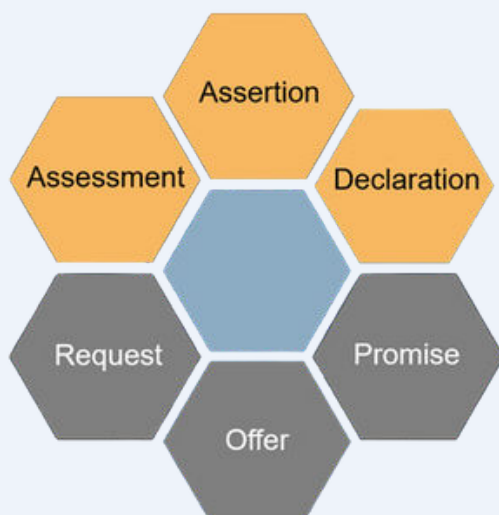 Assertion
Assessment
Declaration
Request
Promise
Offer